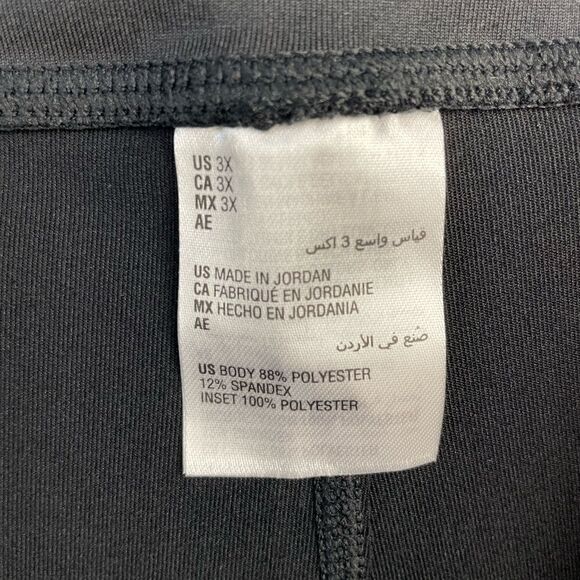 US 3X
CA 3X
MX 3X
AE
قياس واسع 3 اكس
US MADE IN JORDAN
CA FABRIQUÉ EN JORDANIE
MX HECHO EN JORDANIA
AE
صُنع في الأردن
US BODY 88% POLYESTER
12% SPANDEX
INSET 100% POLYESTER